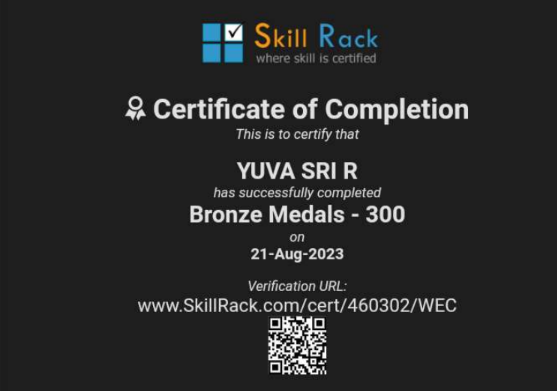 Skill Rack
where skill is certified
Certificate of Completion
This is to certify that
YUVA SRI R
has successfully completed
Bronze Medals - 300
on
21-Aug-2023
Verification URL:
www.SkillRack.com/cert/460302/WEC